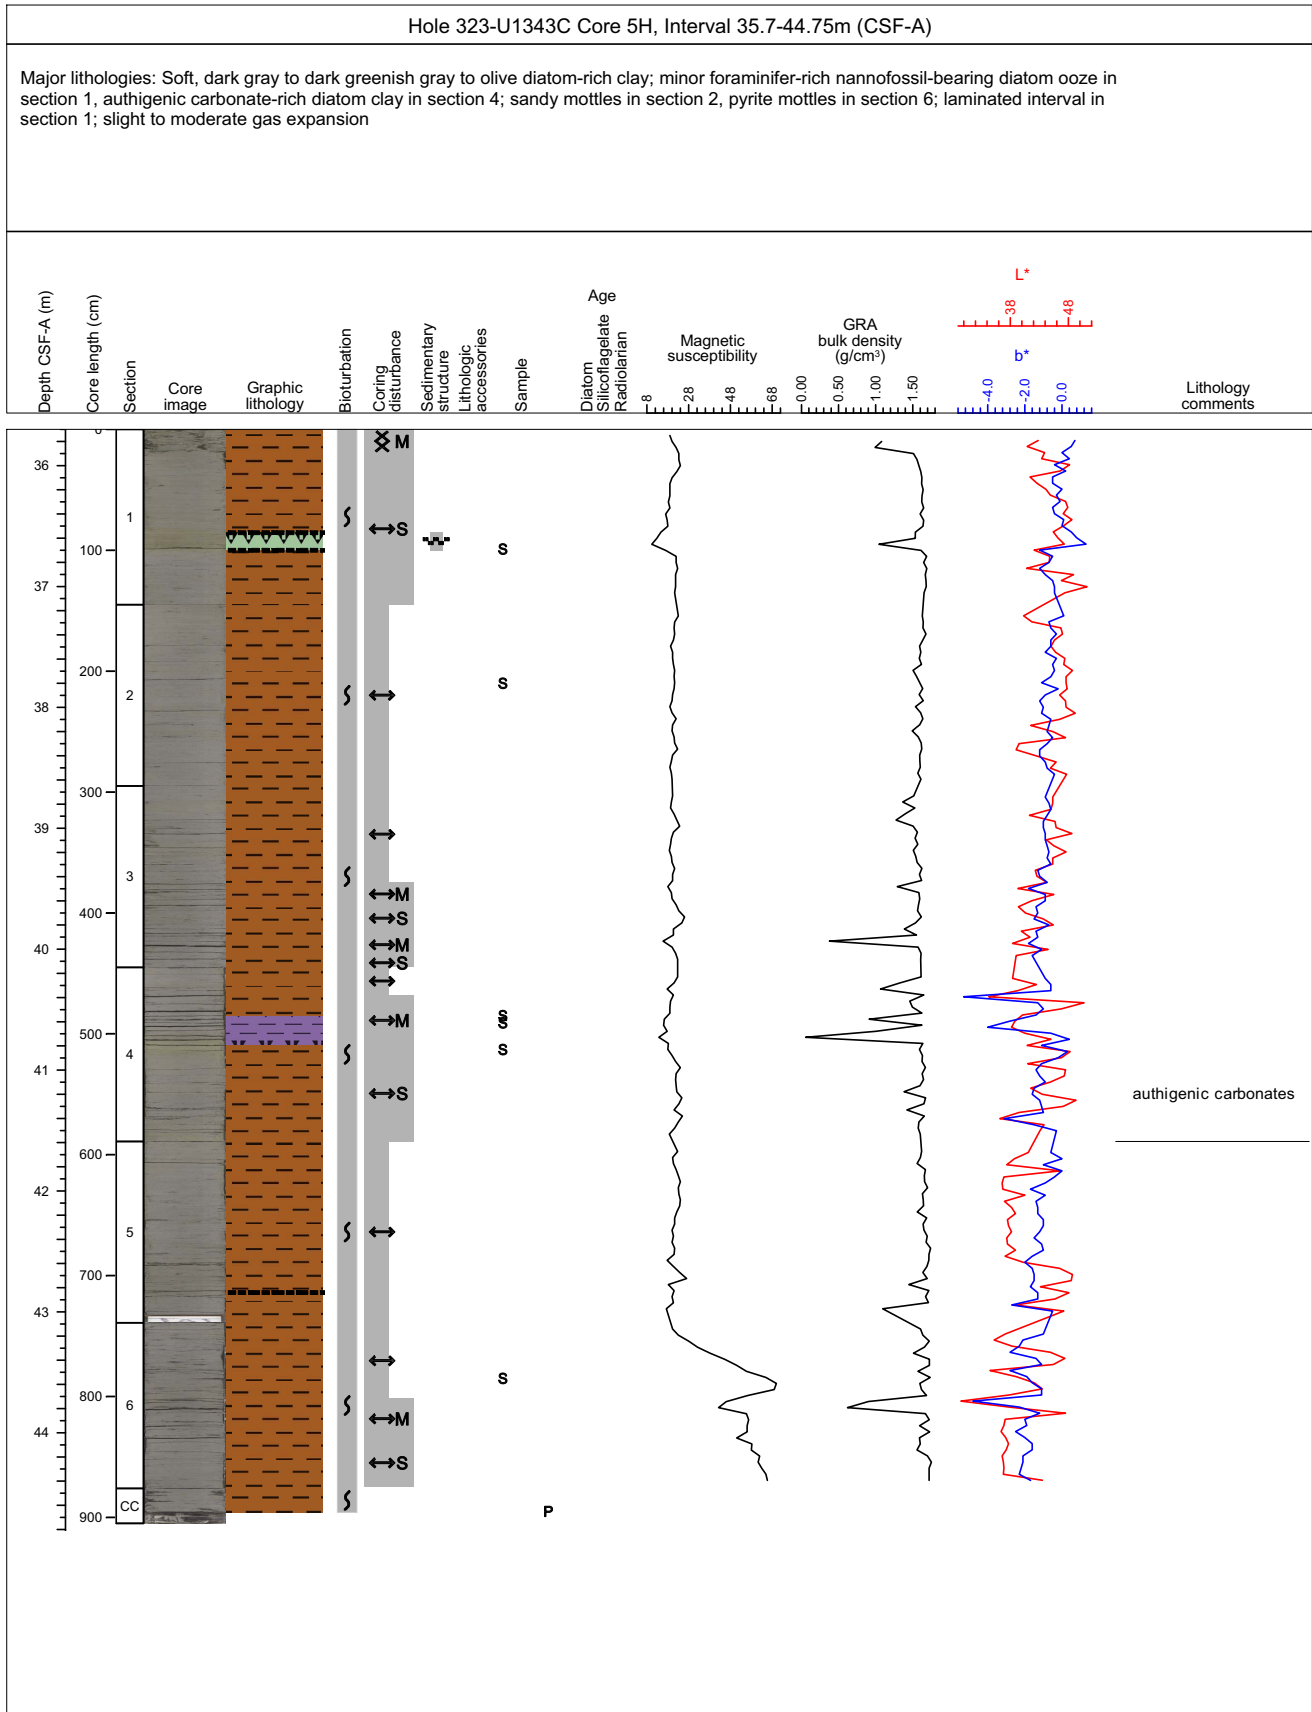 Hole 323-U1343C Core 5H, Interval 35.7-44.75m (CSF-A)
Major lithologies: Soft, dark gray to dark greenish gray to olive diatom-rich clay; minor foraminifer-rich nannofossil-bearing diatom ooze in
section 1, authigenic carbonate-rich diatom clay in section 4; sandy mottles in section 2, pyrite mottles in section 6; laminated interval in
section 1; slight to moderate gas expansion
Depth CSF-A (m)
Core length (cm)
Section
Core
image
Graphic
lithology
Bioturbation
Coring
disturbance
Sedimentary
structure
Lithologic
accessories
Sample
Age
Diatom
Silicoflagelate
Radiolarian
Magnetic
susceptibility
8 28 48 68
GRA
bulk density
(g/cm³)
0.00 0.50 1.00 1.50
L*
38 48
b*
-4.0 -2.0 0.0
Lithology
comments
0
M
36
1
S
100
S
37
200
2
S
38
300
39
3
M
400
S
M
40
S
S
S
M
500
S
4
41
S
authigenic carbonates
600
42
5
700
43
S
800
6
M
44
S
CC
P
900